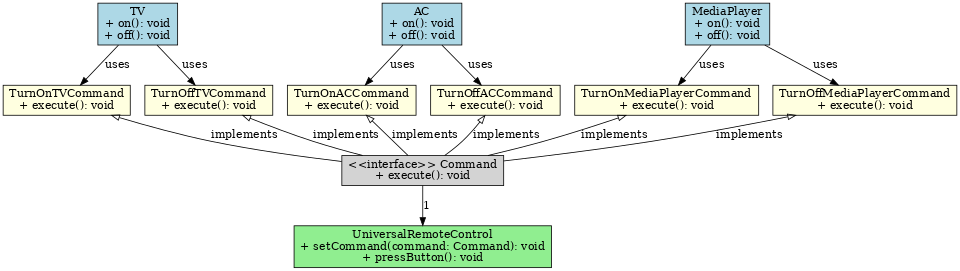 TV
+ on(): void
+ off(): void
AC
+ on(): void
+ off(): void
MediaPlayer
+ on(): void
+ off(): void
uses
uses
uses
uses
uses
uses
TurnOnTVCommand
+ execute(): void
TurnOffTVCommand
+ execute(): void
TurnOnACCommand
+ execute(): void
TurnOffACCommand
+ execute(): void
TurnOnMediaPlayerCommand
+ execute(): void
TurnOffMediaPlayerCommand
+ execute(): void
implements
implements
implements
implements
implements
implements
<<interface>> Command
+ execute(): void
1
UniversalRemoteControl
+ setCommand(command: Command): void
+ pressButton(): void